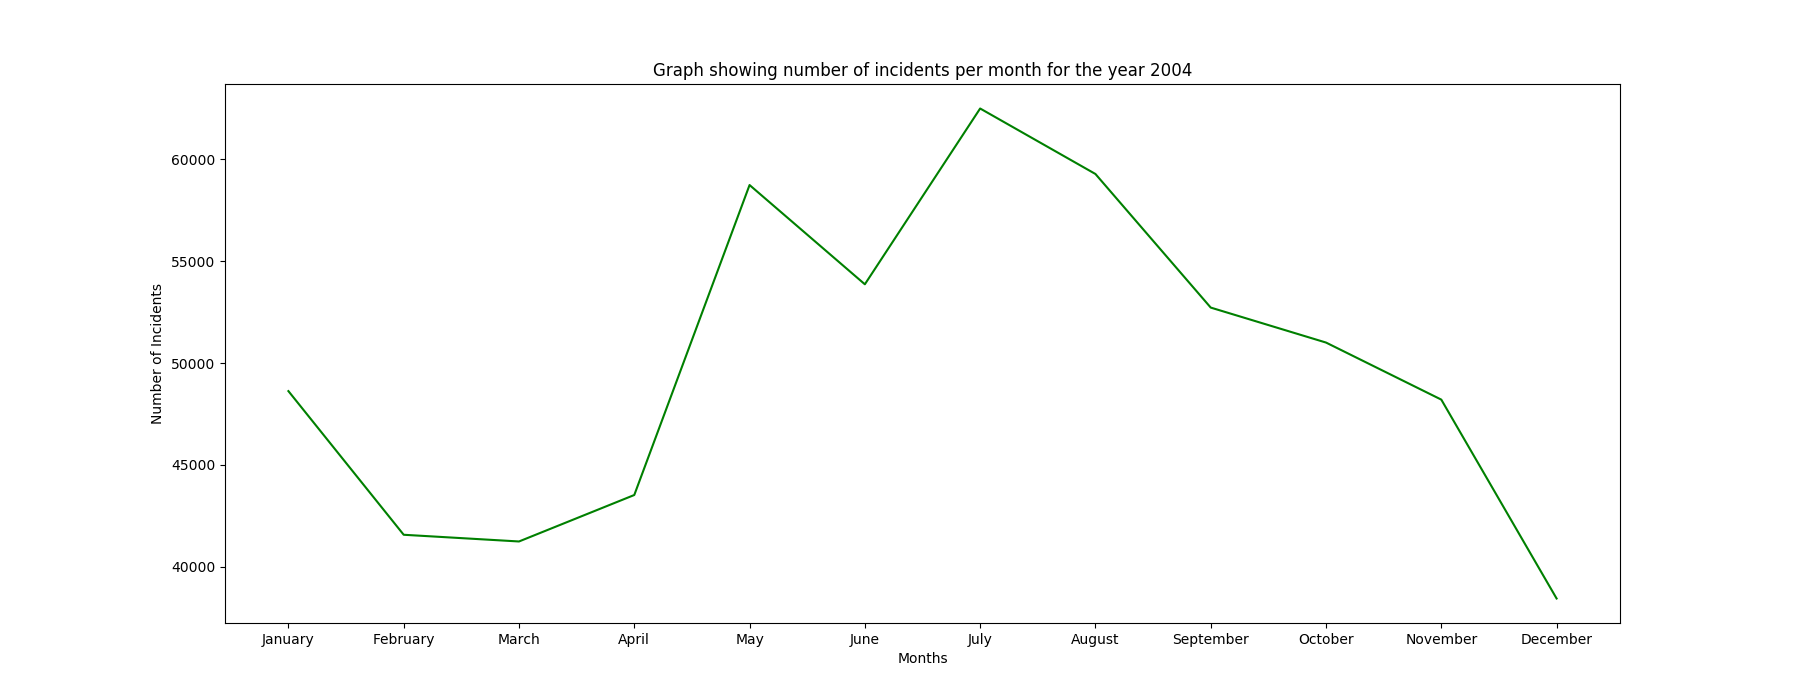 Graph showing number of incidents per month for the year 2004
Number of Incidents
60000
55000
50000
45000
40000
January February March April May June July August September October November December
Months